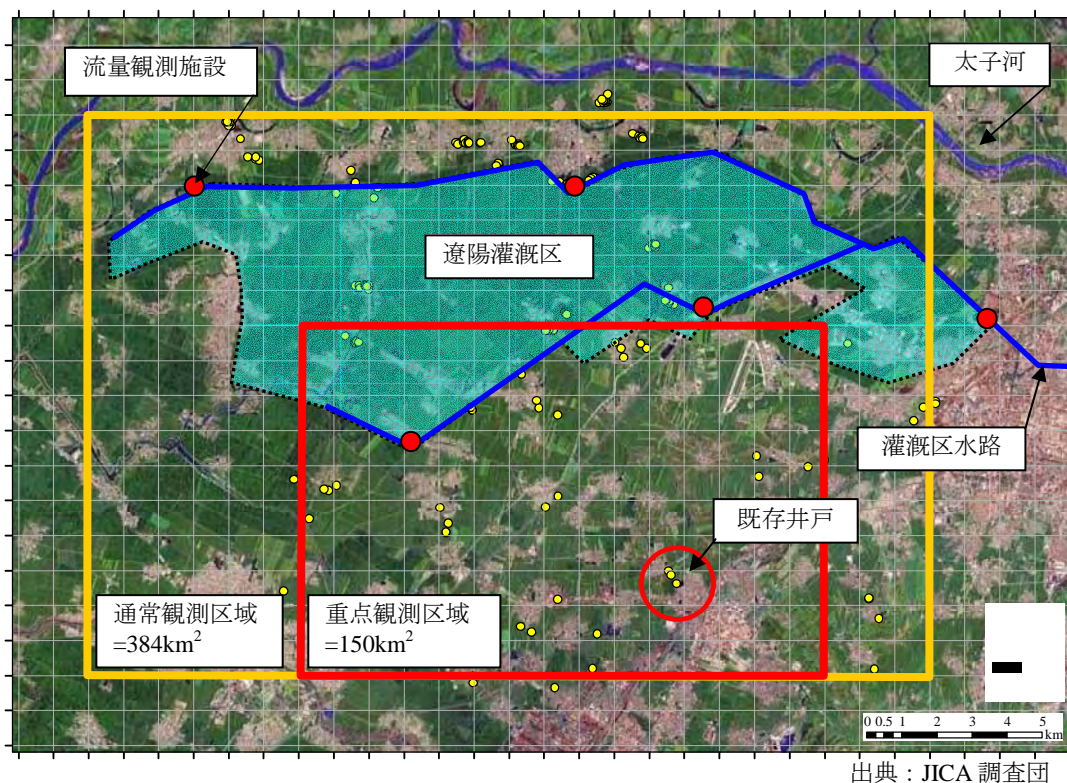 流量観測施設
太子河
遼陽灌漑区
灌漑区水路
既存井戸
通常観測区域
=384km²
重点観測区域
=150km²
0 0.5 1 2 3 4 5
km
出典：JICA 調査団